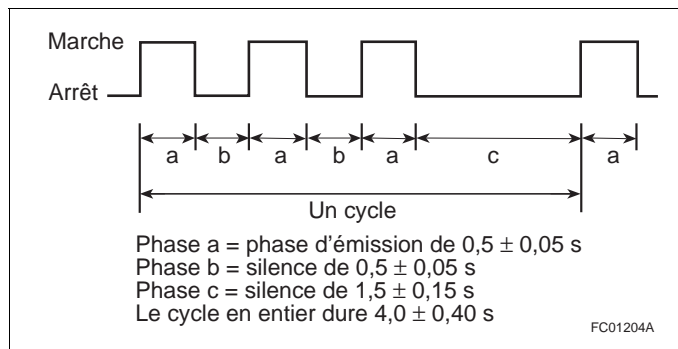 Marche
Arrêt
a b a b a c a
Un cycle
Phase a = phase d'émission de 0,5 ± 0,05 s
Phase b = silence de 0,5 ± 0,05 s
Phase c = silence de 1,5 ± 0,15 s
Le cycle en entier dure 4,0 ± 0,40 s
FC01204A